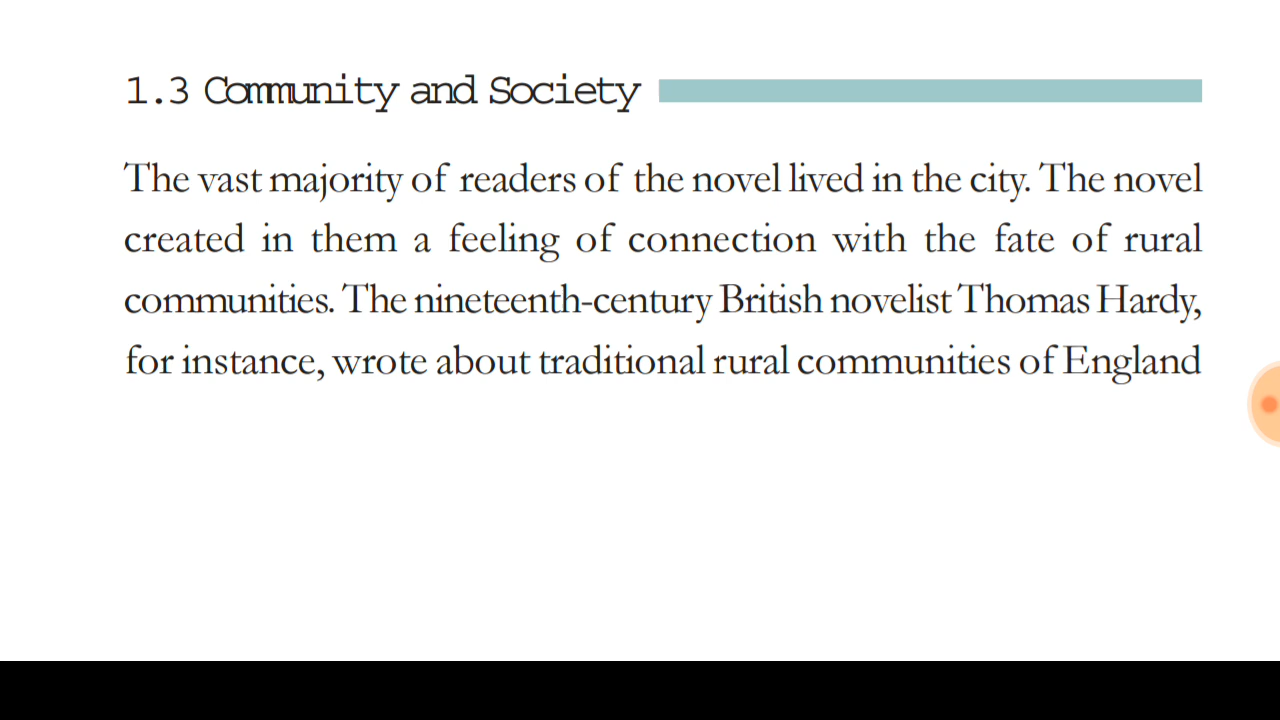 1.3 Community and Society
The vast majority of readers of the novel lived in the city. The novel
created in them a feeling of connection with the fate of rural
communities. The nineteenth-century British novelist Thomas Hardy,
for instance, wrote about traditional rural communities of England